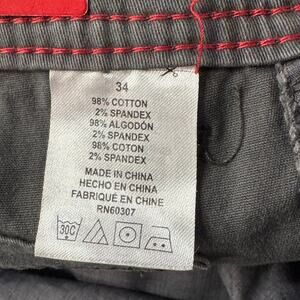 34
98% COTTON
2% SPANDEX
98% ALGODÓN
2% SPANDEX
98% COTON
2% SPANDEX
MADE IN CHINA
HECHO EN CHINA
FABRIQUÉ EN CHINE
RN60307
30C